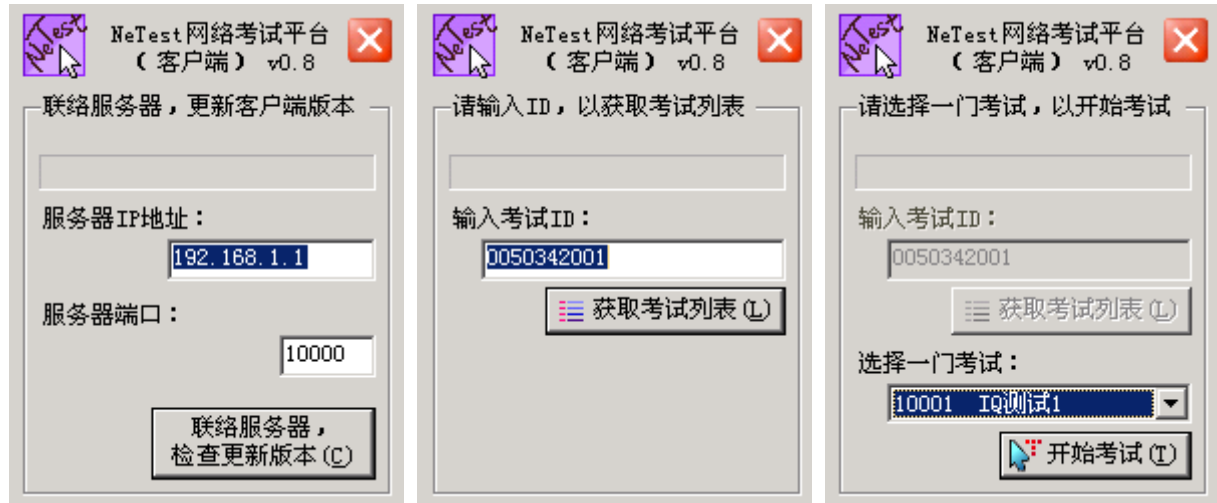 NeTest
NeTest网络考试平台
(客户端) v0.8
联络服务器,更新客户端版本
服务器IP地址:
192.168.1.1
服务器端口:
10000
联络服务器,
检查更新版本(C)
NeTest
NeTest网络考试平台
(客户端) v0.8
请输入ID,以获取考试列表
输入考试ID:
0050342001
获取考试列表(L)
NeTest
NeTest网络考试平台
(客户端) v0.8
请选择一门考试,以开始考试
输入考试ID:
0050342001
获取考试列表(L)
选择一门考试:
10001 IQ测试1
开始考试(T)